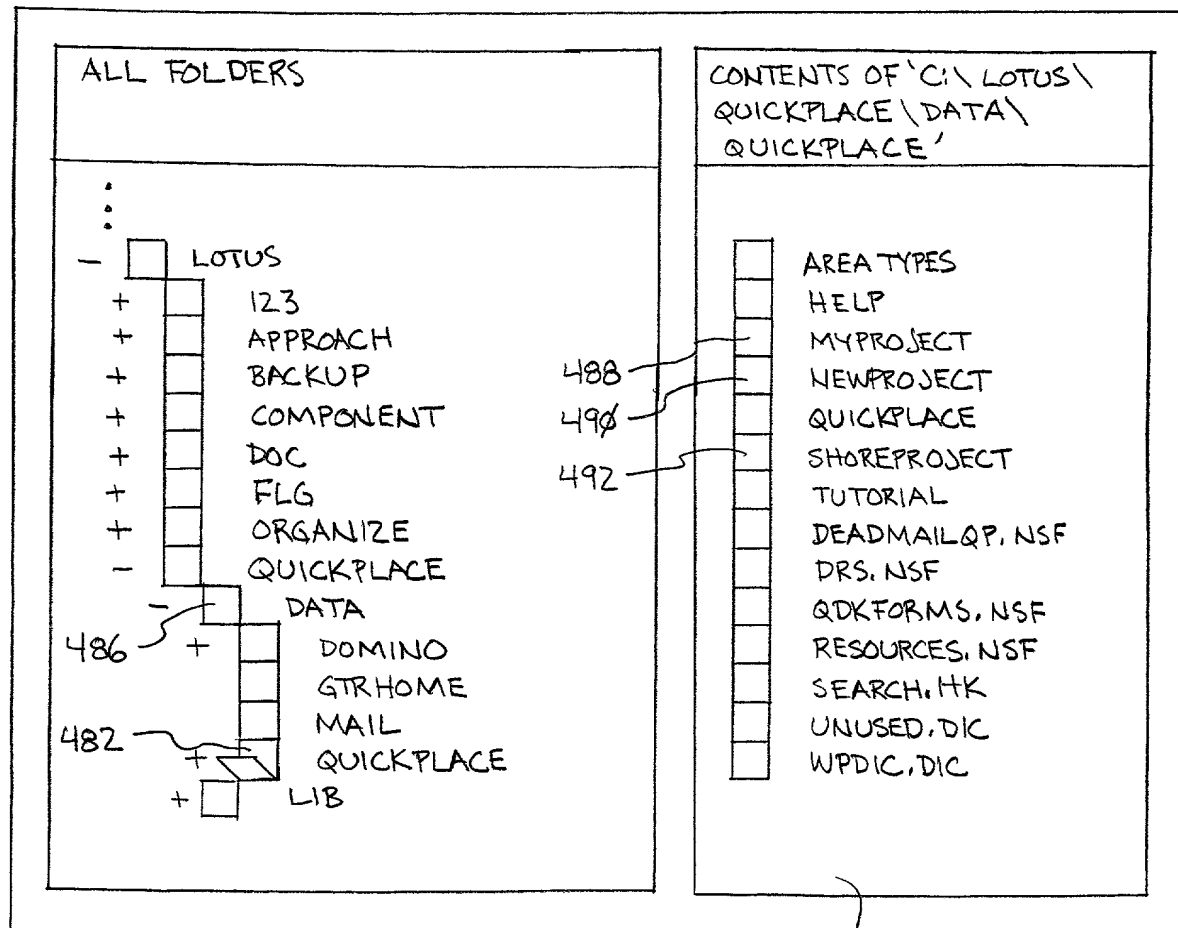 ALL FOLDERS
- LOTUS
+ 123
+ APPROACH
+ BACKUP
+ COMPONENT
+ DOC
+ FLG
+ ORGANIZE
- QUICKPLACE
- DATA
486
+ DOMINO
GTRHOME
MAIL
482
+ QUICKPLACE
+ LIB
CONTENTS OF 'C:\LOTUS\
QUICKPLACE\DATA\
QUICKPLACE'
AREA TYPES
HELP
488 MYPROJECT
490 NEWPROJECT
QUICKPLACE
492 SHOREPROJECT
TUTORIAL
DEADMAILQP.NSF
DRS.NSF
QDKFORMS.NSF
RESOURCES.NSF
SEARCH.HK
UNUSED.DIC
WPDIC.DIC